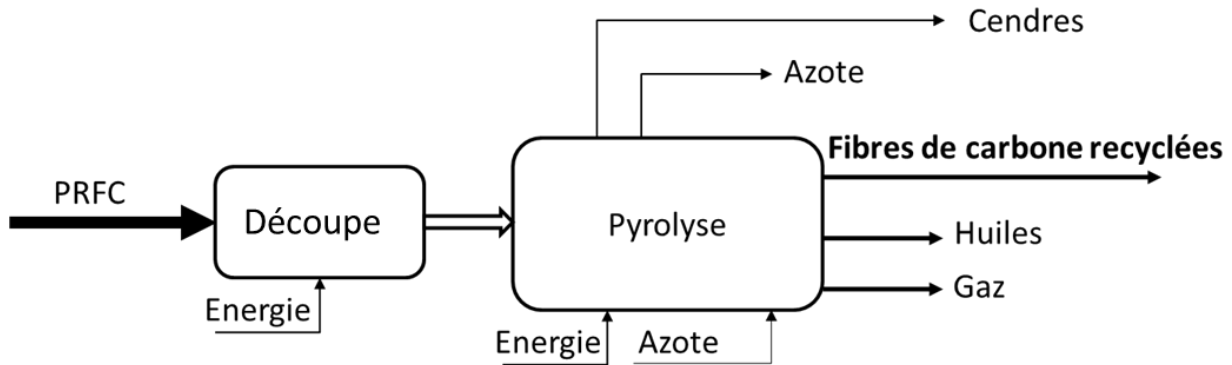 Cendres
Azote
Fibres de carbone recyclées
PRFC
Découpe
Pyrolyse
Huiles
Gaz
Energie
Energie
Azote